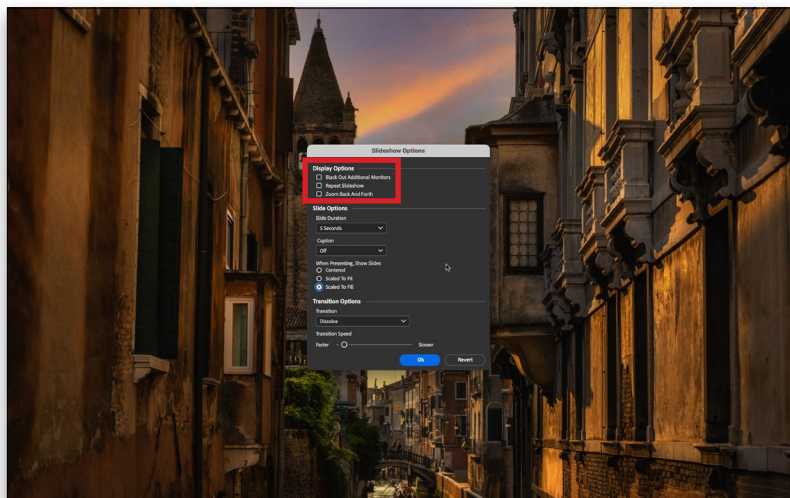 Slideshow Options
Display Options
Black Out Additional Monitors
Repeat Slideshow
Zoom Back And Forth
Slide Options
Slide Duration
5 Seconds
Caption
Off
When Presenting, Show Slides
Centered
Scaled To Fit
Scaled To Fill
Transition Options
Transition
Dissolve
Transition Speed
Faster Slower
Ok Revert